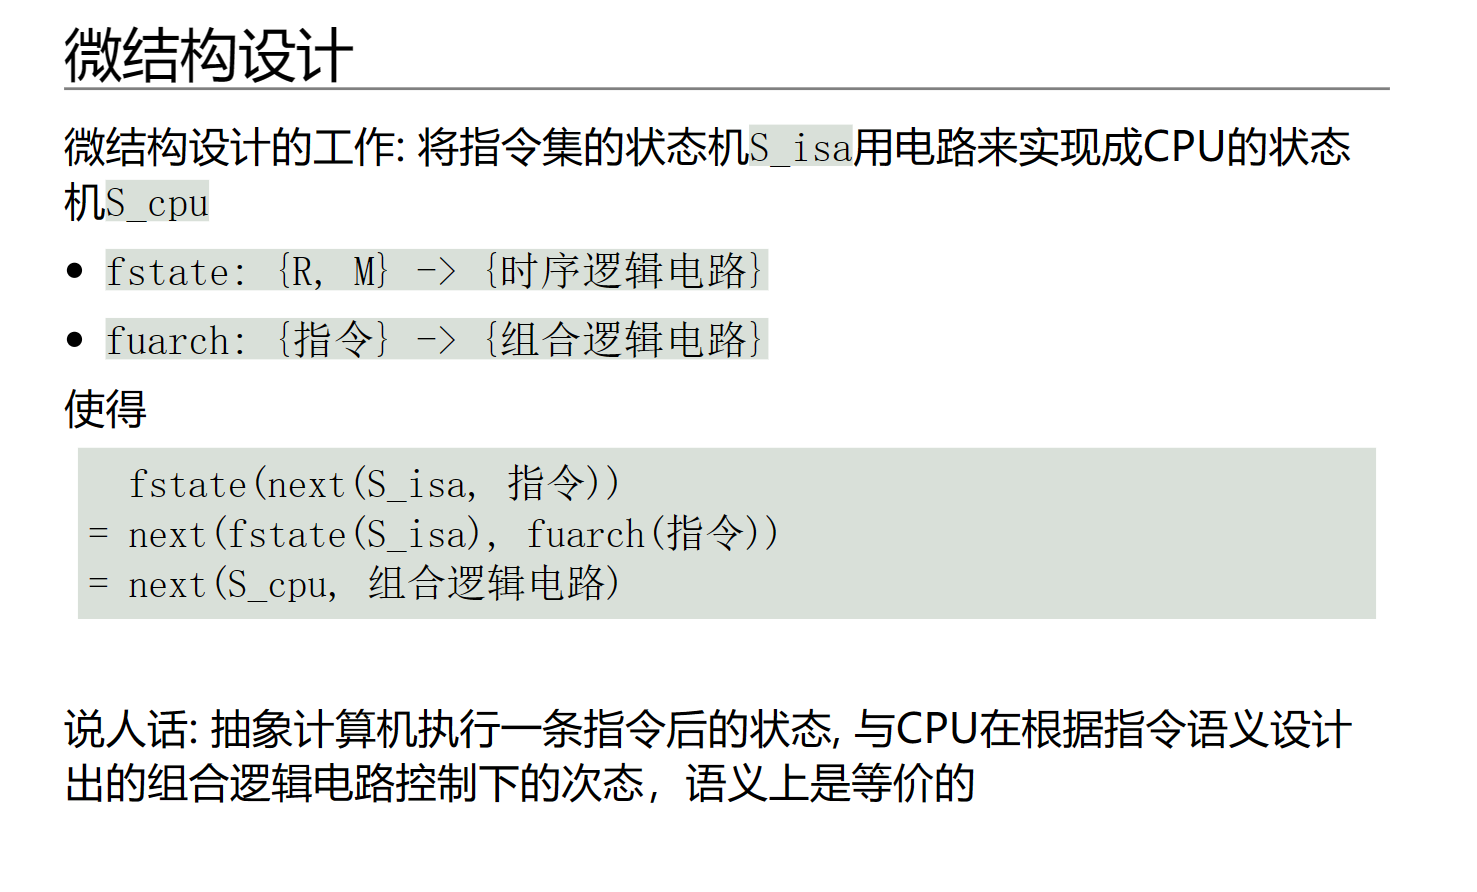 微结构设计
微结构设计的工作: 将指令集的状态机S_isa用电路来实现成CPU的状态
机S_cpu
• fstate: {R, M} -> {时序逻辑电路}
• fuarch: {指令} -> {组合逻辑电路}
使得
fstate(next(S_isa, 指令))
= next(fstate(S_isa), fuarch(指令))
= next(S_cpu, 组合逻辑电路)
说人话: 抽象计算机执行一条指令后的状态, 与CPU在根据指令语义设计
出的组合逻辑电路控制下的次态，语义上是等价的